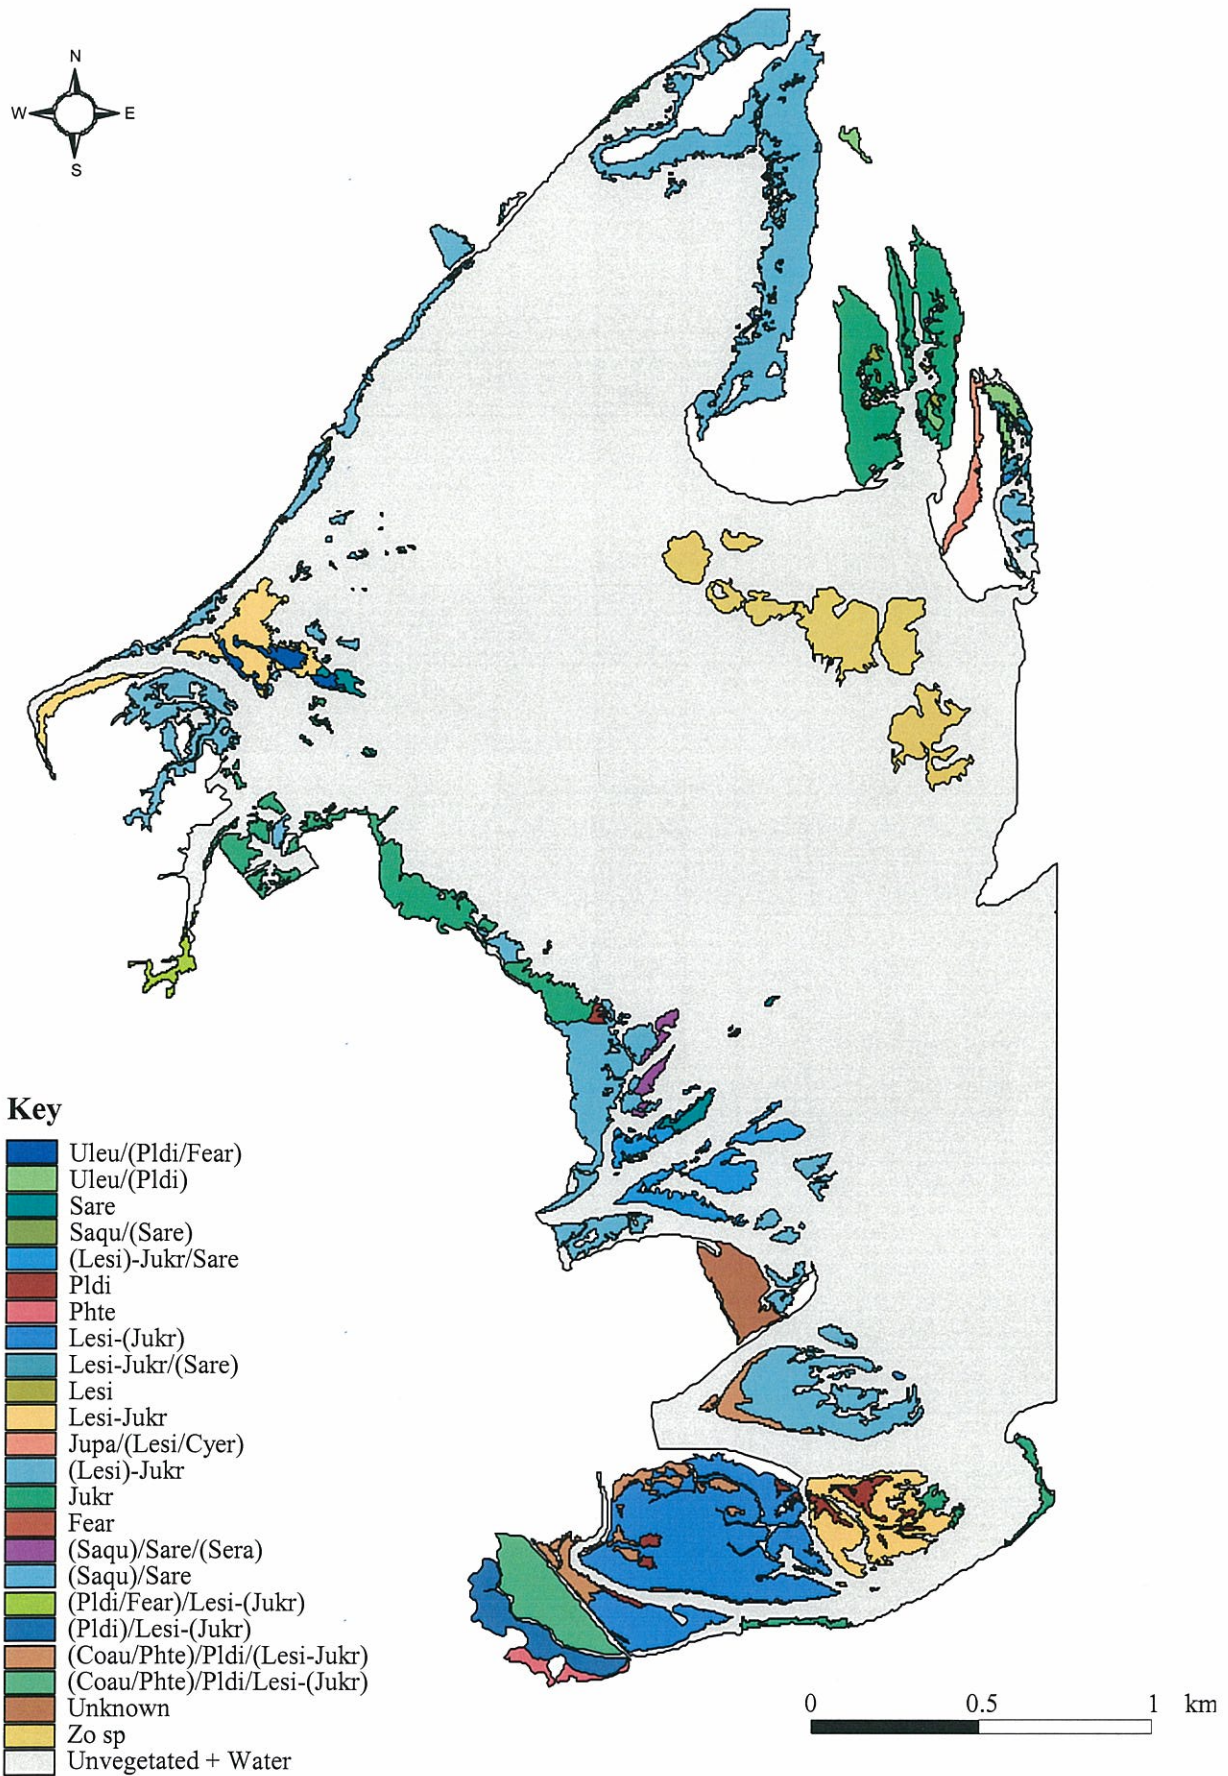 N
W E
S
Key
Uleu/(Pldi/Fear)
Uleu/(Pldi)
Sare
Saqu/(Sare)
(Lesi)-Jukr/Sare
Pldi
Phte
Lesi-(Jukr)
Lesi-Jukr/(Sare)
Lesi
Lesi-Jukr
Jupa/(Lesi/Cyer)
(Lesi)-Jukr
Jukr
Fear
(Saqu)/Sare/(Sera)
(Saqu)/Sare
(Pldi/Fear)/Lesi-(Jukr)
(Pldi)/Lesi-(Jukr)
(Coau/Phte)/Pldi/(Lesi-Jukr)
(Coau/Phte)/Pldi/Lesi-(Jukr)
Unknown
Zo sp
Unvegetated + Water
0 0.5 1 km